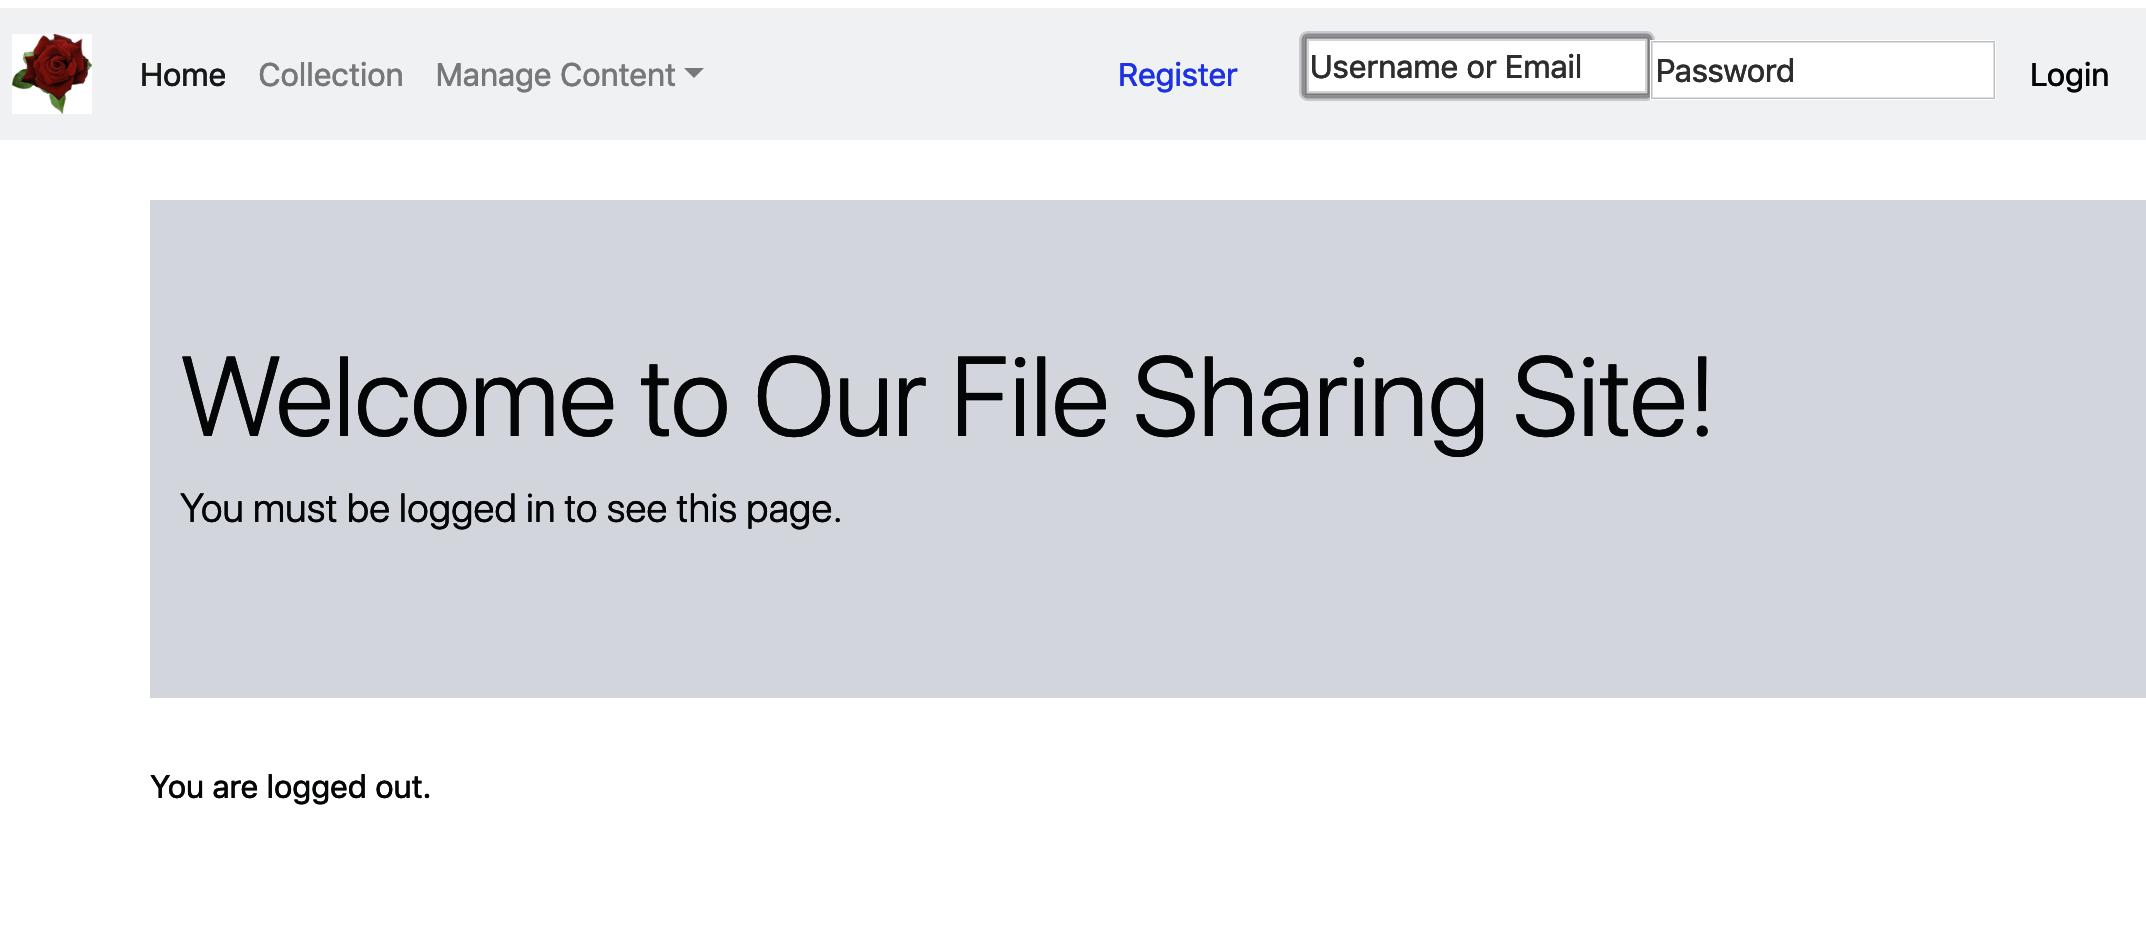 Home Collection Manage Content Register Username or Email Password Login
Welcome to Our File Sharing Site!
You must be logged in to see this page.
You are logged out.